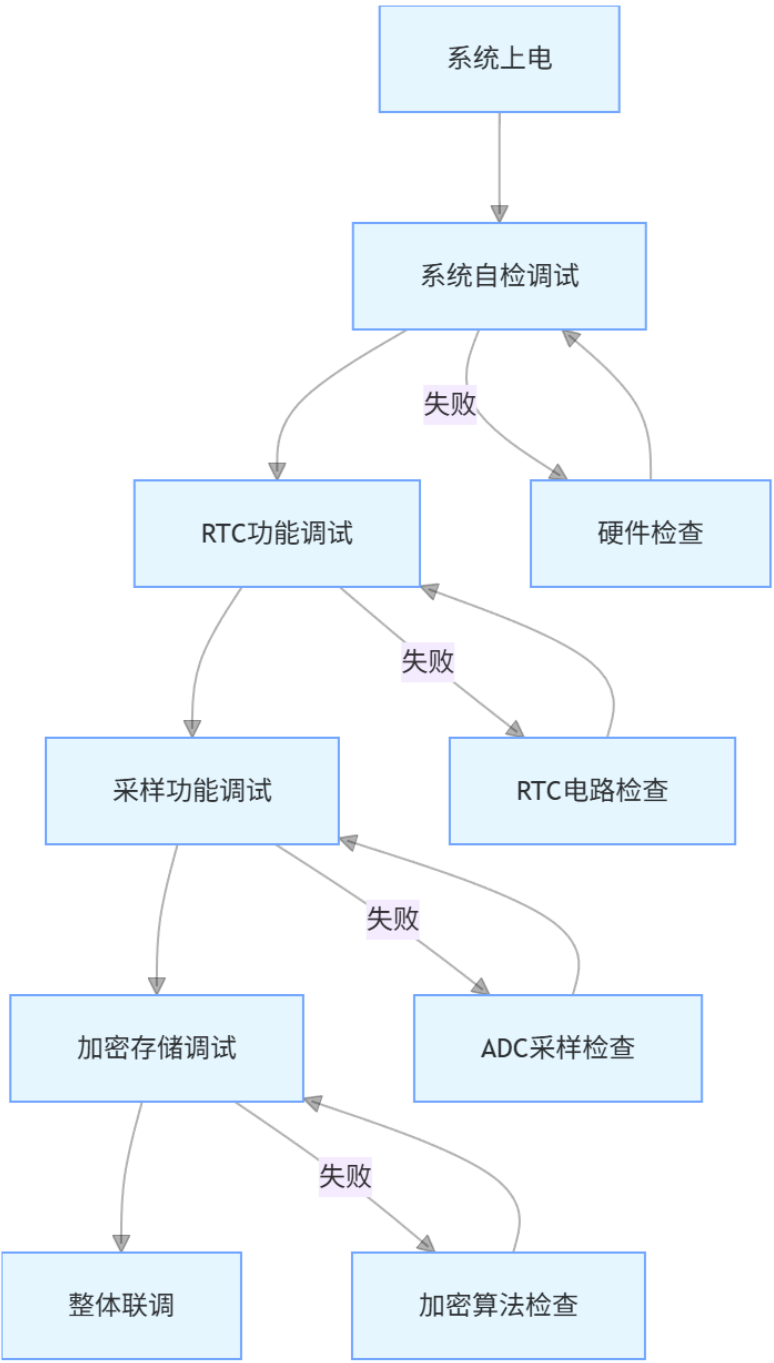 系统上电
系统自检调试
失败
RTC功能调试
硬件检查
失败
采样功能调试
RTC电路检查
失败
加密存储调试
ADC采样检查
失败
整体联调
加密算法检查